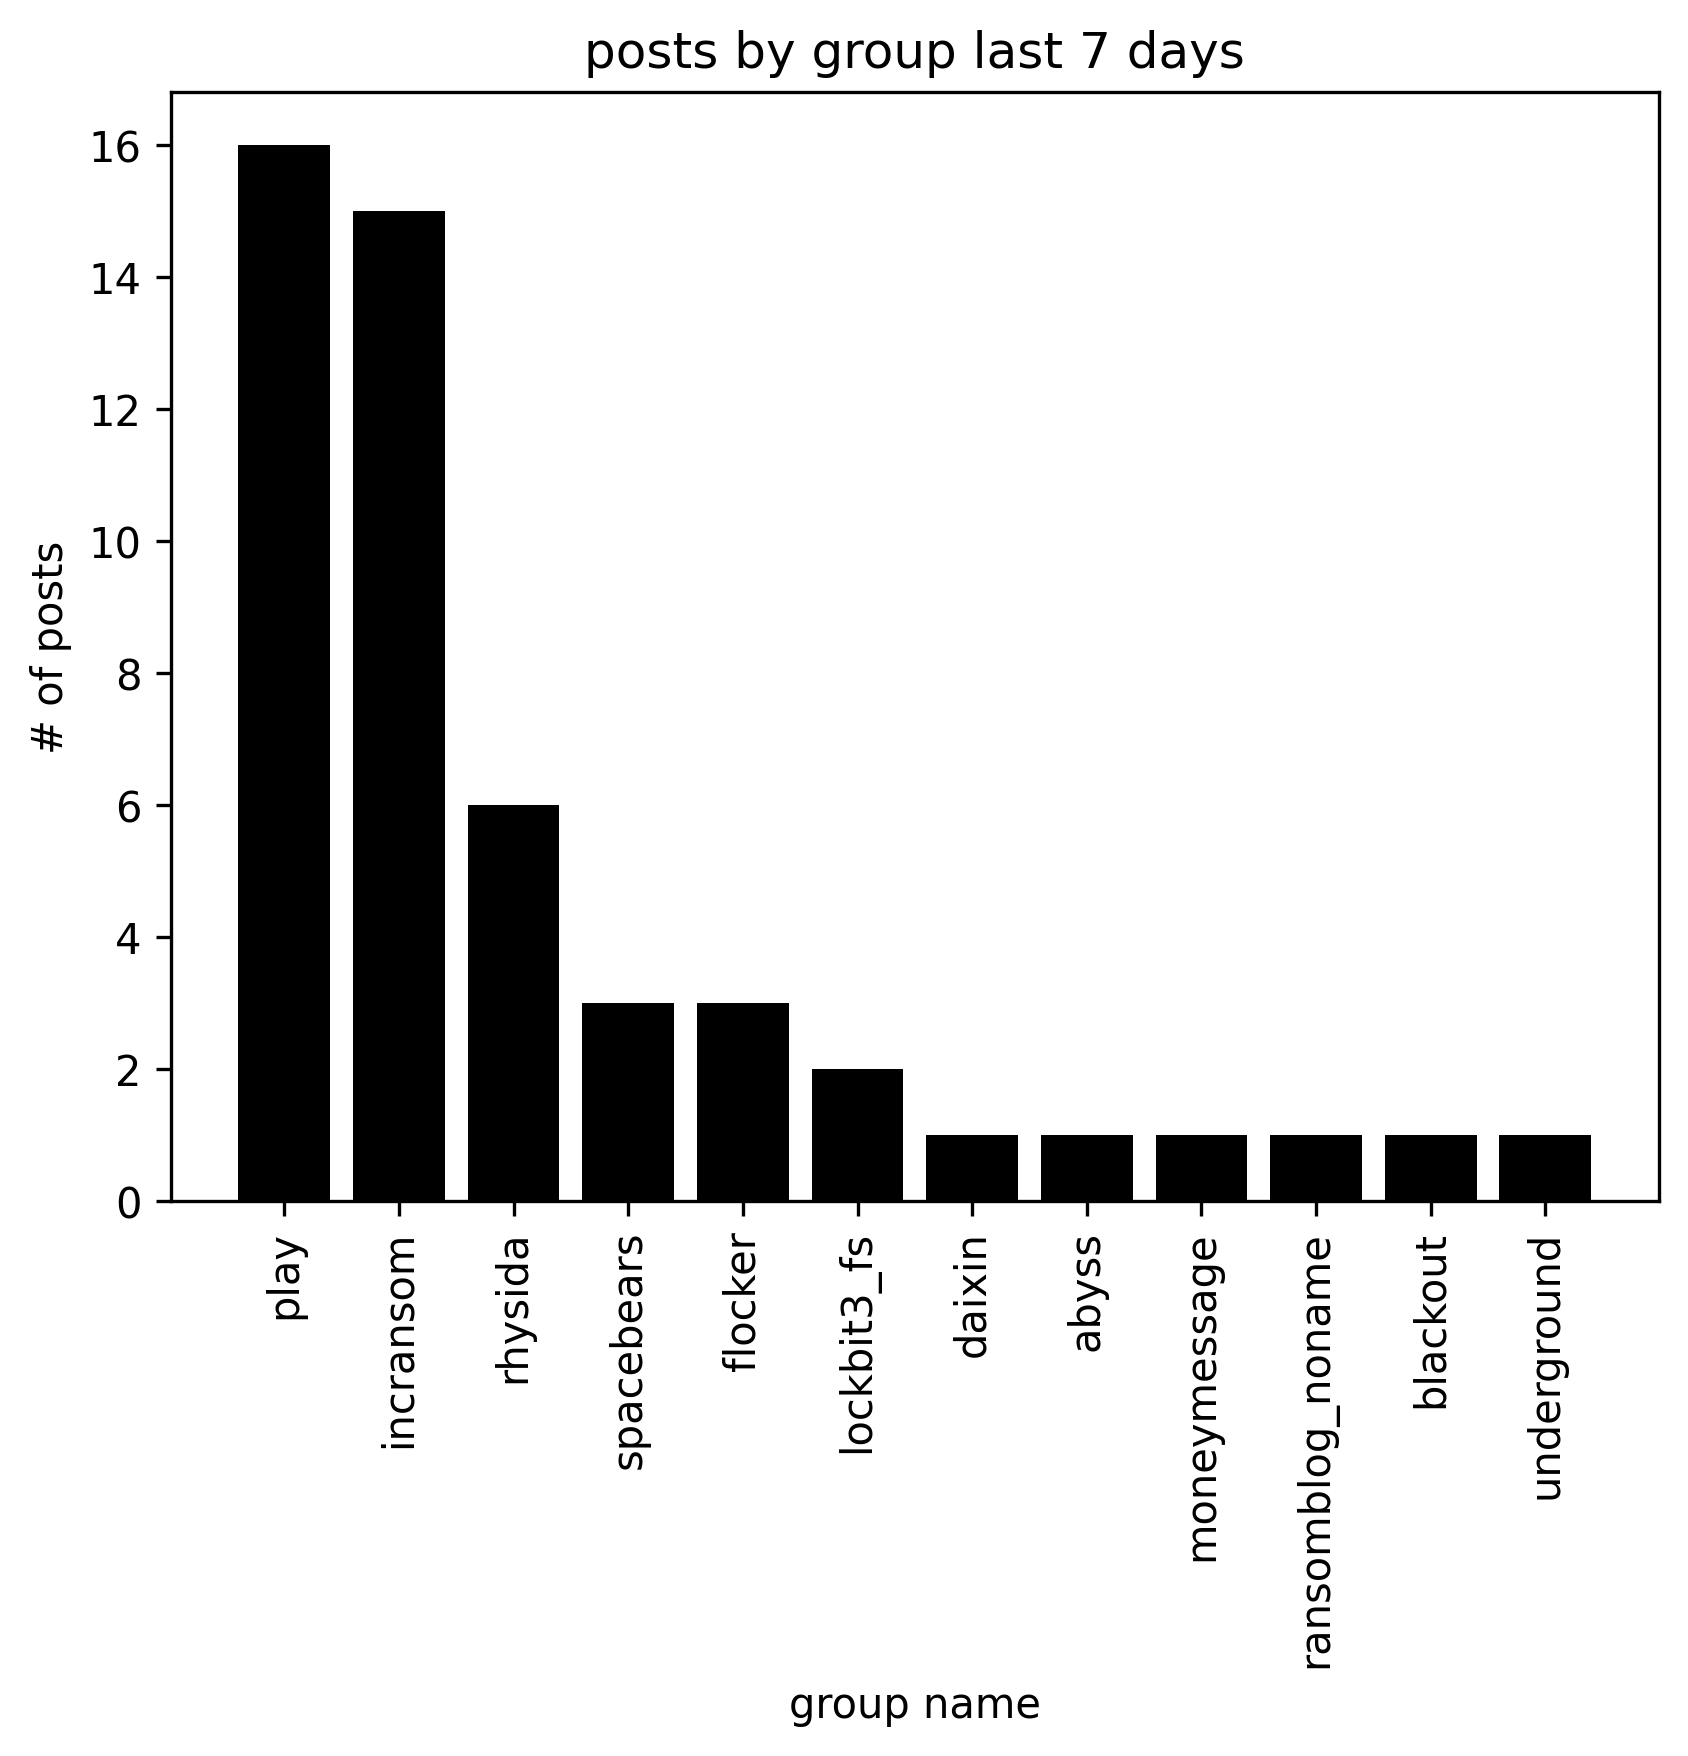 posts by group last 7 days
# of posts
16
14
12
10
8
6
4
2
0
play
incransom
rhysida
spacebears
flocker
lockbit3_fs
daixin
abyss
moneymessage
ransomblog_noname
blackout
underground
group name